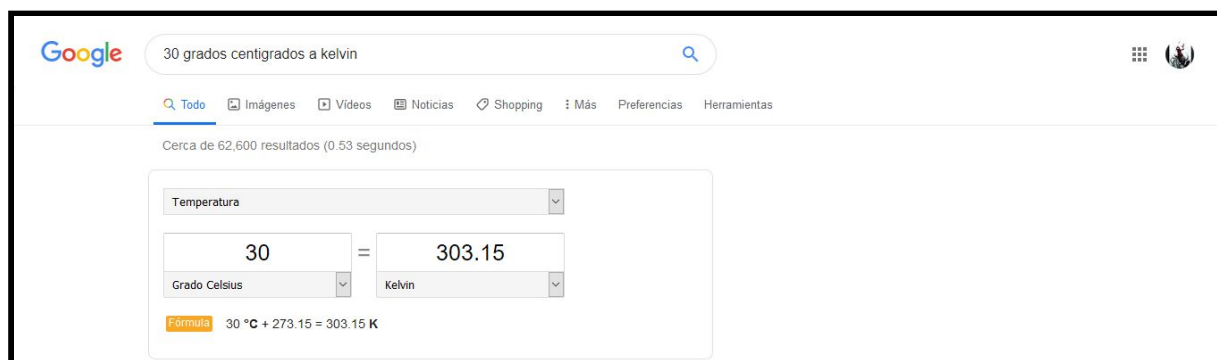 Google 30 grados centigrados a kelvin
Todo Imágenes Vídeos Noticias Shopping Más Preferencias Herramientas
Cerca de 62,600 resultados (0.53 segundos)
Temperatura
30 = 303.15
Grado Celsius Kelvin
Fórmula 30 °C + 273.15 = 303.15 K